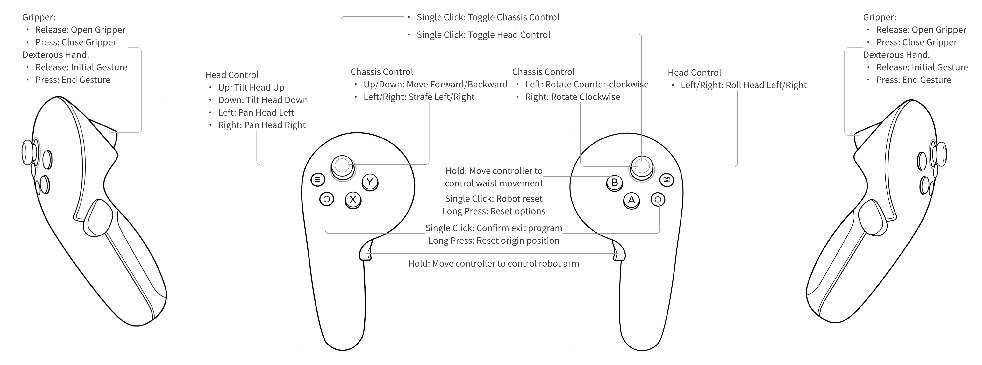 Gripper:
• Release: Open Gripper
• Press: Close Gripper
Dexterous Hand:
• Release: Initial Gesture
• Press: End Gesture
• Single Click: Toggle Chassis Control
• Single Click: Toggle Head Control
Gripper:
• Release: Open Gripper
• Press: Close Gripper
Dexterous Hand:
• Release: Initial Gesture
• Press: End Gesture
Head Control
• Up: Tilt Head Up
• Down: Tilt Head Down
• Left: Pan Head Left
• Right: Pan Head Right
Chassis Control
• Up/Down: Move Forward/Backward
• Left/Right: Strafe Left/Right
Chassis Control
• Left: Rotate Counter-clockwise
• Right: Rotate Clockwise
Head Control
• Left/Right: Roll Head Left/Right
Y
X
B
A
Hold: Move controller to
control waist movement
Single Click: Robot reset
Long Press: Reset options
Single Click: Confirm exit program
Long Press: Reset origin position
Hold: Move controller to control robot arm